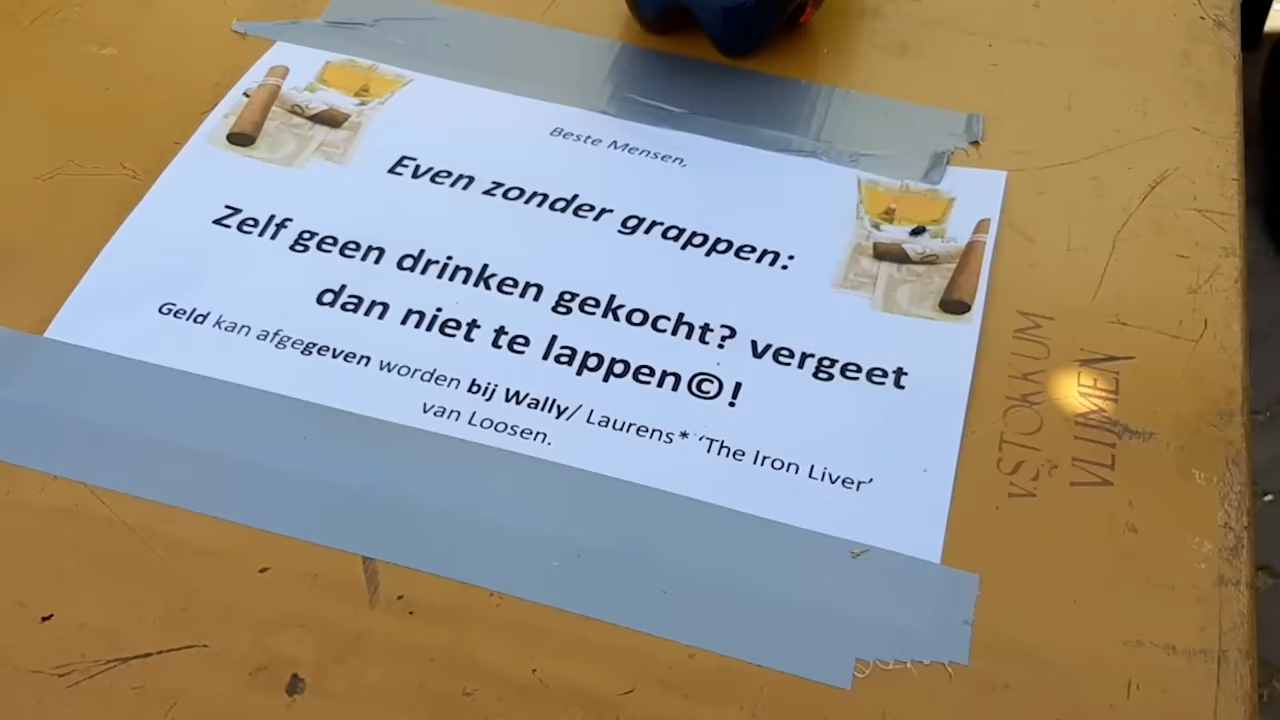 Beste Mensen,
Even zonder grappen:
Zelf geen drinken gekocht? vergeet
dan niet te lappen©!
Geld kan afgegeven worden bij Wally/ Laurens* 'The Iron Liver'
van Loosen.
v.STOKKUM
VLIJMEN